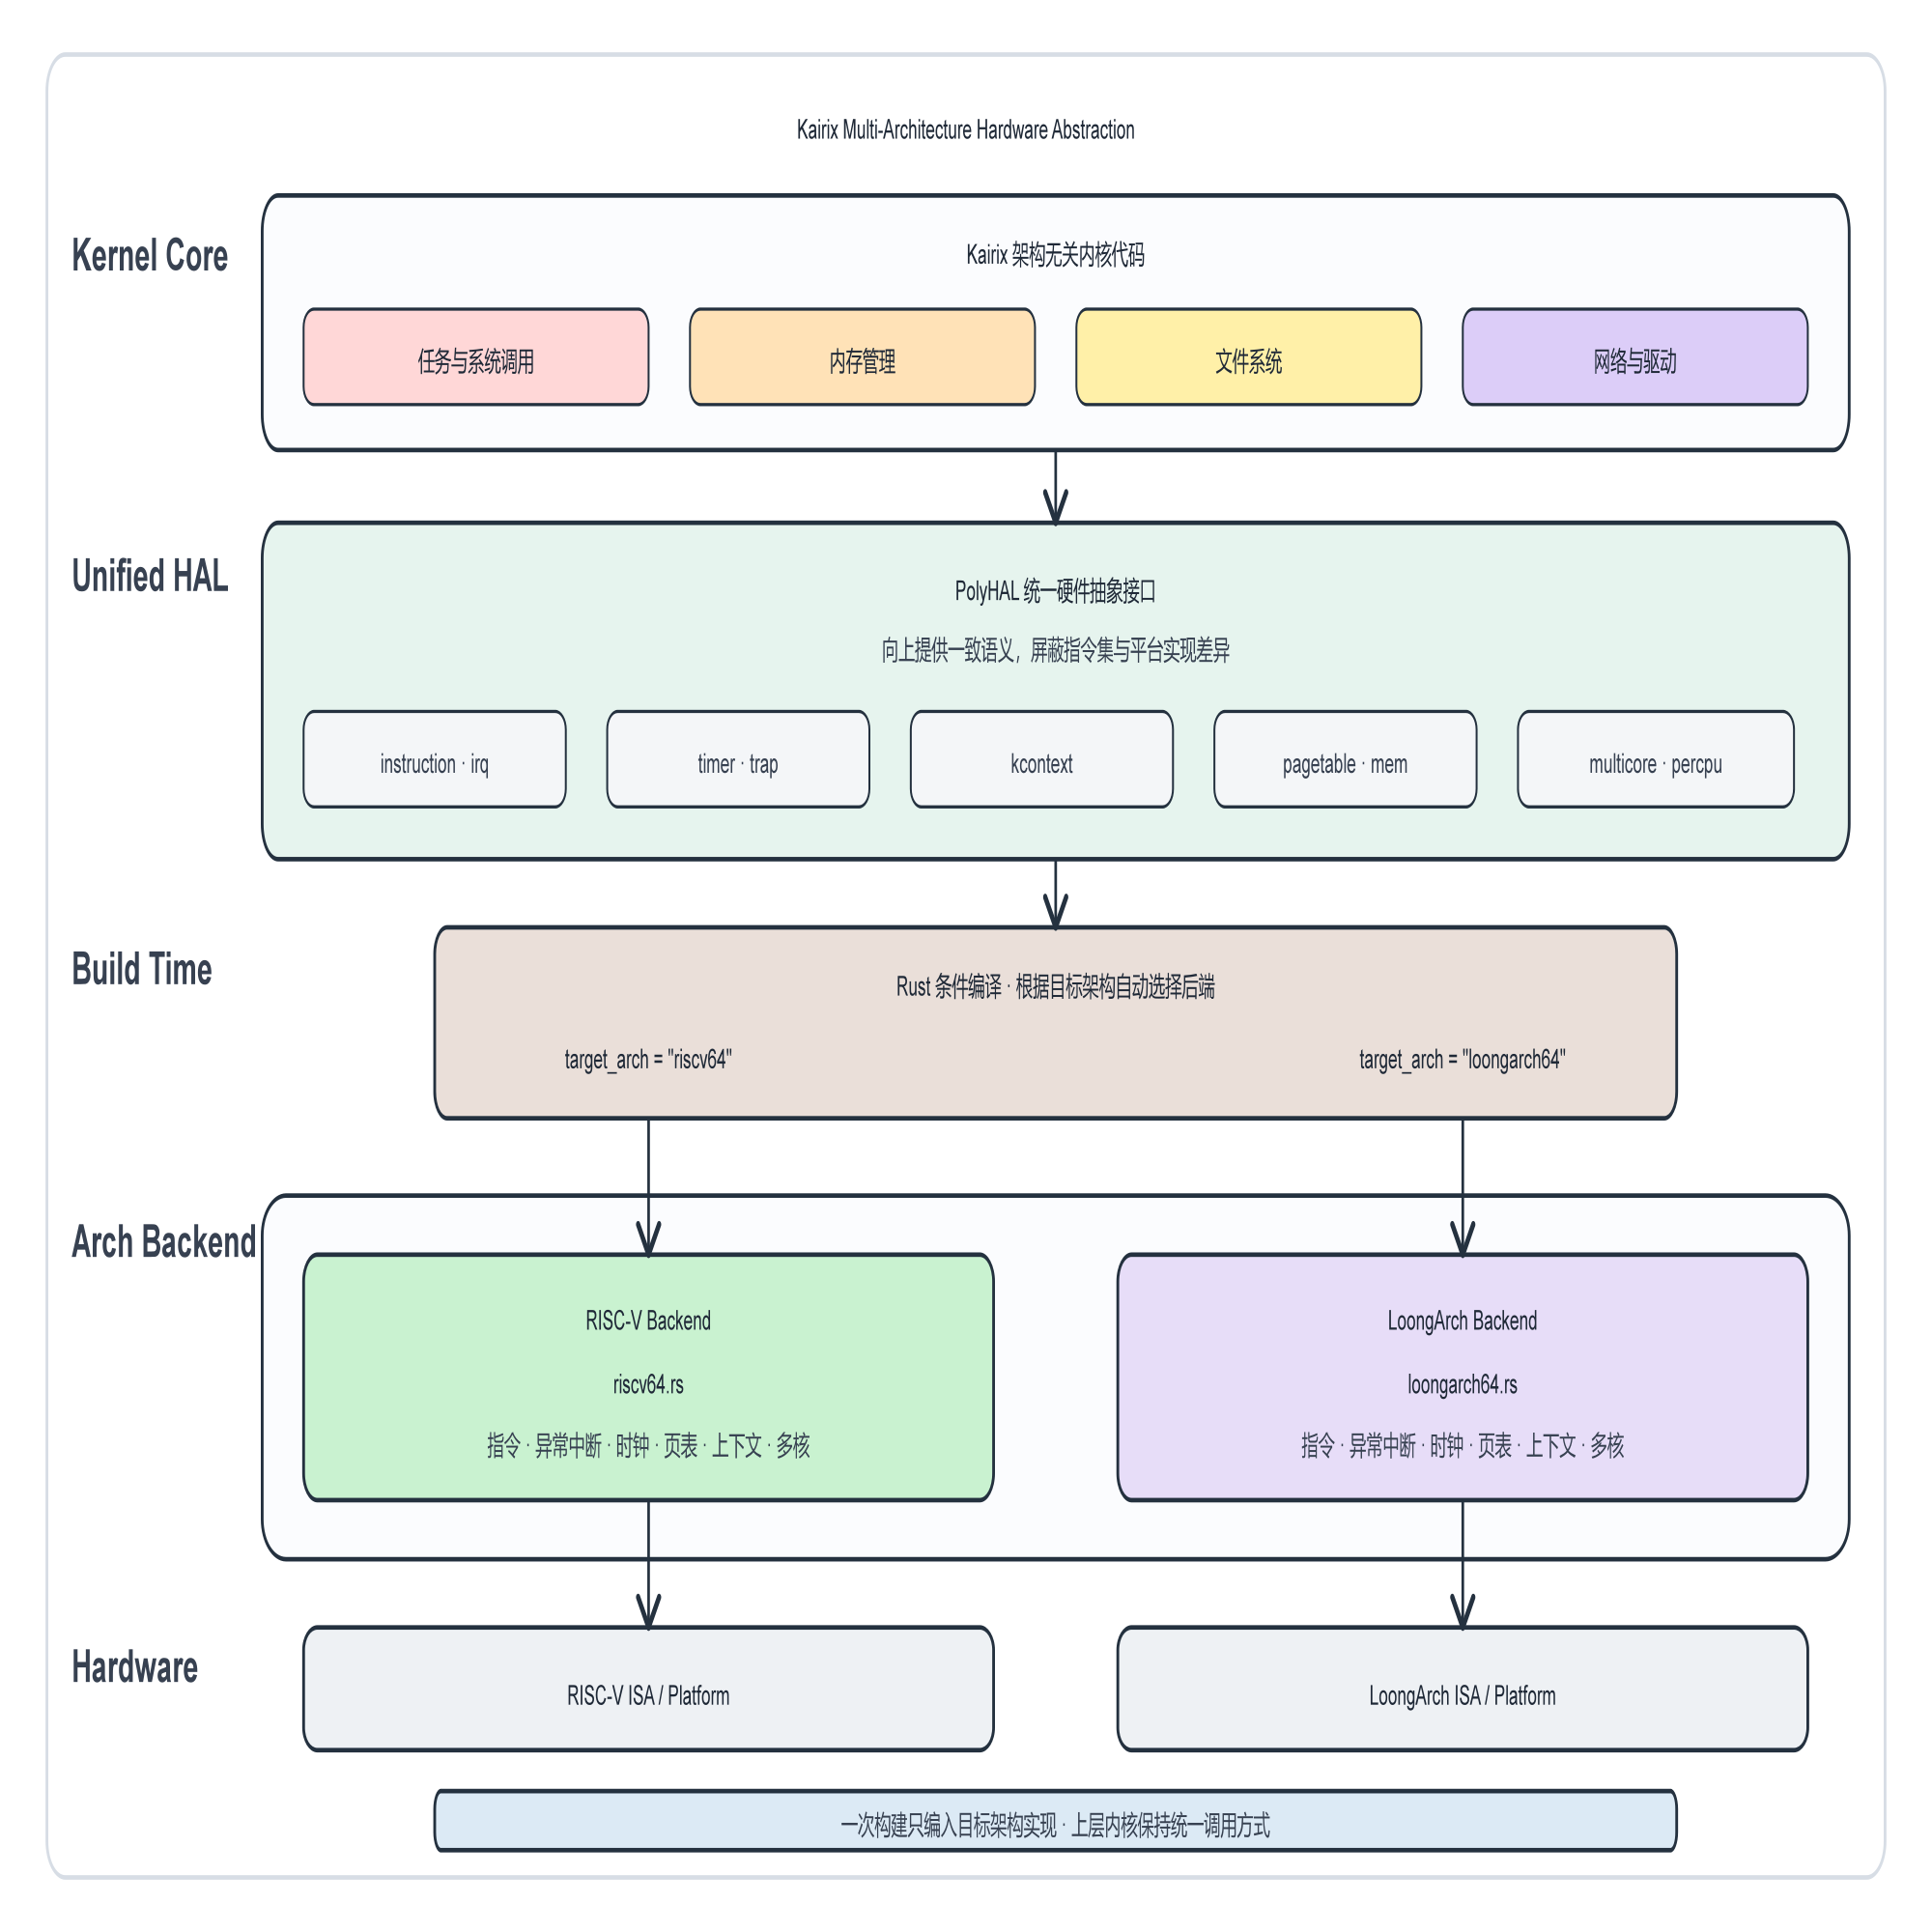 Kairix Multi-Architecture Hardware Abstraction
Kernel Core
Kairix 架构无关内核代码
任务与系统调用
内存管理
文件系统
网络与驱动
Unified HAL
PolyHAL 统一硬件抽象接口
向上提供一致语义，屏蔽指令集与平台实现差异
instruction · irq
timer · trap
kcontext
pagetable · mem
multicore · percpu
Build Time
Rust 条件编译 · 根据目标架构自动选择后端
target_arch = "riscv64"
target_arch = "loongarch64"
Arch Backend
RISC-V Backend
riscv64.rs
指令 · 异常中断 · 时钟 · 页表 · 上下文 · 多核
LoongArch Backend
loongarch64.rs
指令 · 异常中断 · 时钟 · 页表 · 上下文 · 多核
Hardware
RISC-V ISA / Platform
LoongArch ISA / Platform
一次构建只编入目标架构实现 · 上层内核保持统一调用方式